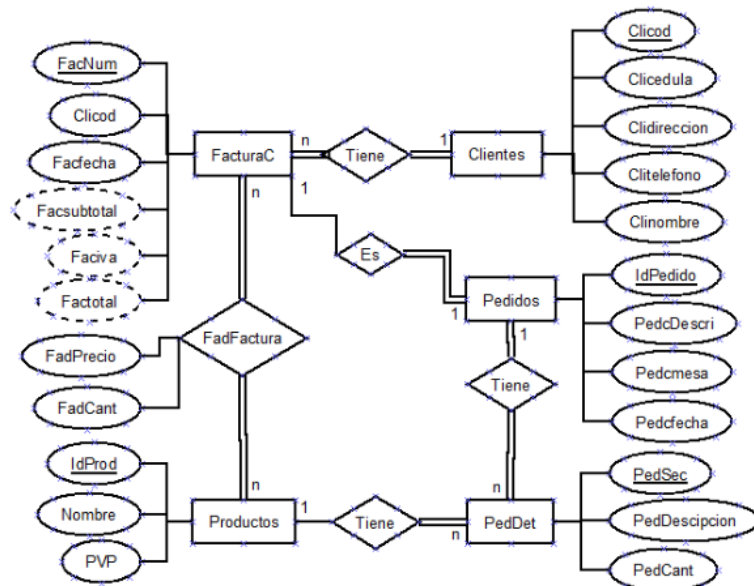 FacNum
Clicod
Facfecha
Facsubtotal
Faciva
Factotal
FacturaC
n
Tiene
1
Clientes
Clicod
Clicedula
Clidireccion
Clitelefono
Clinombre
n
1
Es
Pedidos
1
1
IdPedido
PedcDescri
Pedcmesa
Pedcfecha
FadFactura
FadPrecio
FadCant
Tiene
n
n
IdProd
Nombre
PVP
Productos
1
Tiene
n
PedDet
PedSec
PedDescipcion
PedCant